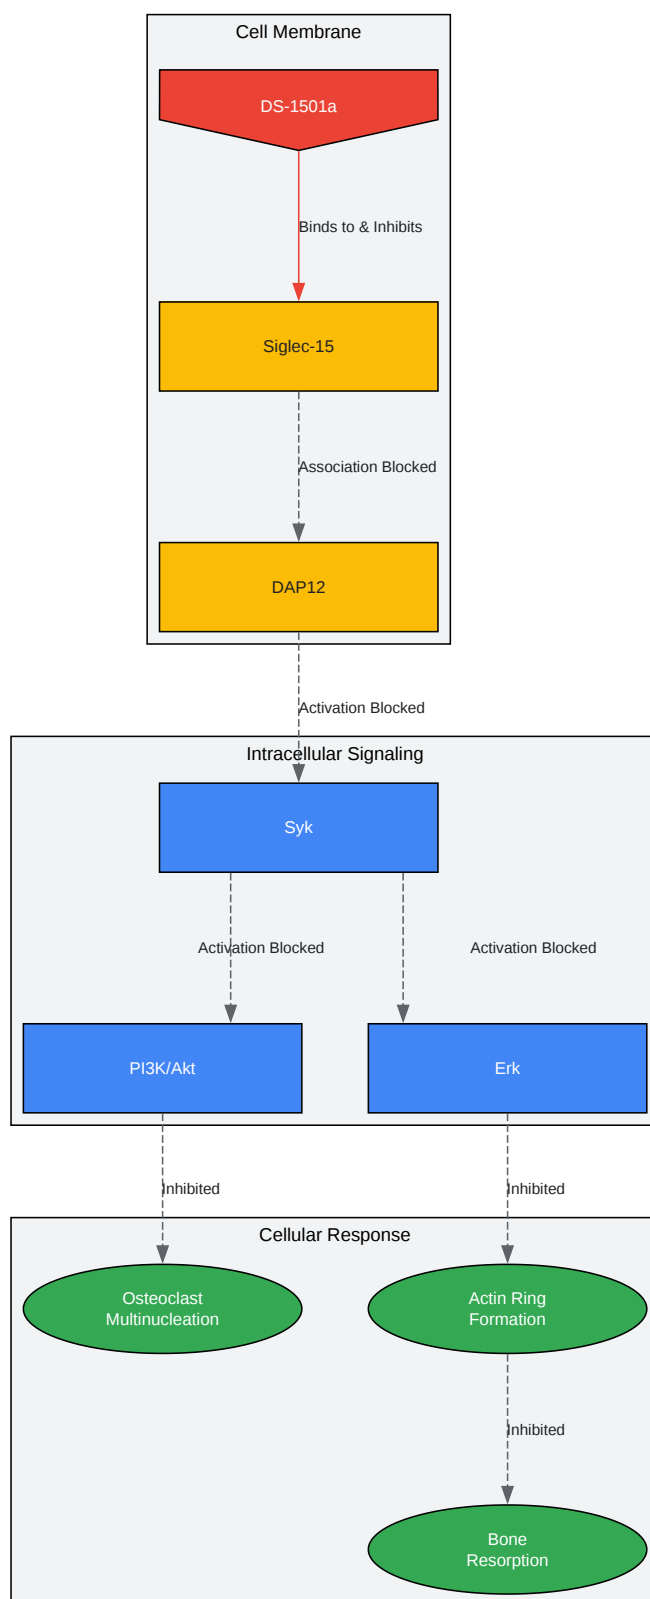 Cell Membrane
DS-1501a
Binds to & Inhibits
Siglec-15
Association Blocked
DAP12
Activation Blocked
Intracellular Signaling
Syk
Activation Blocked
Activation Blocked
PI3K/Akt
Erk
Inhibited
Inhibited
Cellular Response
Osteoclast
Multinucleation
Actin Ring
Formation
Inhibited
Bone
Resorption